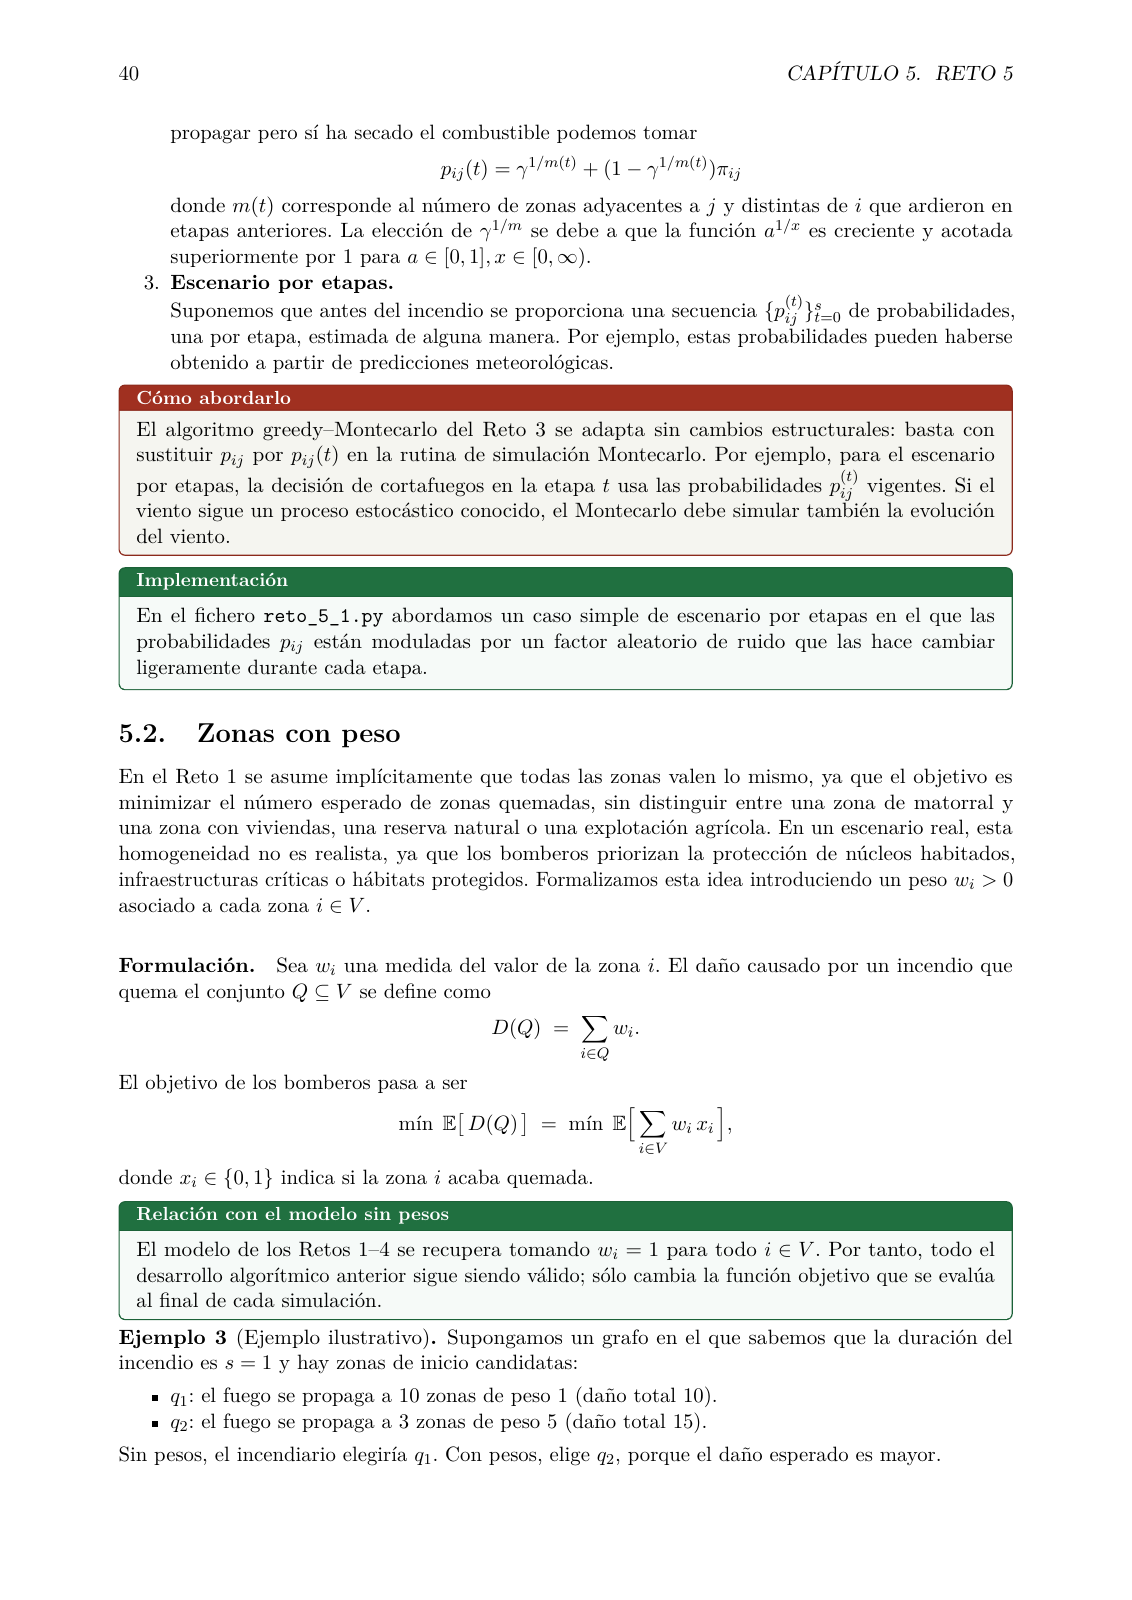 40 CAPÍTULO 5. RETO 5
propagar pero sí ha secado el combustible podemos tomar
p_{ij}(t) = γ^{1/m(t)} + (1 − γ^{1/m(t)})π_{ij}
donde m(t) corresponde al número de zonas adyacentes a j y distintas de i que ardieron en
etapas anteriores. La elección de γ^{1/m} se debe a que la función a^{1/x} es creciente y acotada
superiormente por 1 para a ∈ [0, 1], x ∈ [0, ∞).
3. Escenario por etapas.
Suponemos que antes del incendio se proporciona una secuencia {p_{ij}^{(t)}}_{t=0}^{s} de probabilidades,
una por etapa, estimada de alguna manera. Por ejemplo, estas probabilidades pueden haberse
obtenido a partir de predicciones meteorológicas.
Cómo abordarlo
El algoritmo greedy–Montecarlo del Reto 3 se adapta sin cambios estructurales: basta con
sustituir p_{ij} por p_{ij}(t) en la rutina de simulación Montecarlo. Por ejemplo, para el escenario
por etapas, la decisión de cortafuegos en la etapa t usa las probabilidades p_{ij}^{(t)} vigentes. Si el
viento sigue un proceso estocástico conocido, el Montecarlo debe simular también la evolución
del viento.
Implementación
En el fichero reto_5_1.py abordamos un caso simple de escenario por etapas en el que las
probabilidades p_{ij} están moduladas por un factor aleatorio de ruido que las hace cambiar
ligeramente durante cada etapa.
5.2. Zonas con peso
En el Reto 1 se asume implícitamente que todas las zonas valen lo mismo, ya que el objetivo es
minimizar el número esperado de zonas quemadas, sin distinguir entre una zona de matorral y
una zona con viviendas, una reserva natural o una explotación agrícola. En un escenario real, esta
homogeneidad no es realista, ya que los bomberos priorizan la protección de núcleos habitados,
infraestructuras críticas o hábitats protegidos. Formalizamos esta idea introduciendo un peso w_i > 0
asociado a cada zona i ∈ V.
Formulación. Sea w_i una medida del valor de la zona i. El daño causado por un incendio que
quema el conjunto Q ⊆ V se define como
D(Q) = ∑_{i∈Q} w_i.
El objetivo de los bomberos pasa a ser
mín 𝔼[ D(Q) ] = mín 𝔼[ ∑_{i∈V} w_i x_i ],
donde x_i ∈ {0, 1} indica si la zona i acaba quemada.
Relación con el modelo sin pesos
El modelo de los Retos 1–4 se recupera tomando w_i = 1 para todo i ∈ V. Por tanto, todo el
desarrollo algorítmico anterior sigue siendo válido; sólo cambia la función objetivo que se evalúa
al final de cada simulación.
Ejemplo 3 (Ejemplo ilustrativo). Supongamos un grafo en el que sabemos que la duración del
incendio es s = 1 y hay zonas de inicio candidatas:
▪ q_1: el fuego se propaga a 10 zonas de peso 1 (daño total 10).
▪ q_2: el fuego se propaga a 3 zonas de peso 5 (daño total 15).
Sin pesos, el incendiario elegiría q_1. Con pesos, elige q_2, porque el daño esperado es mayor.